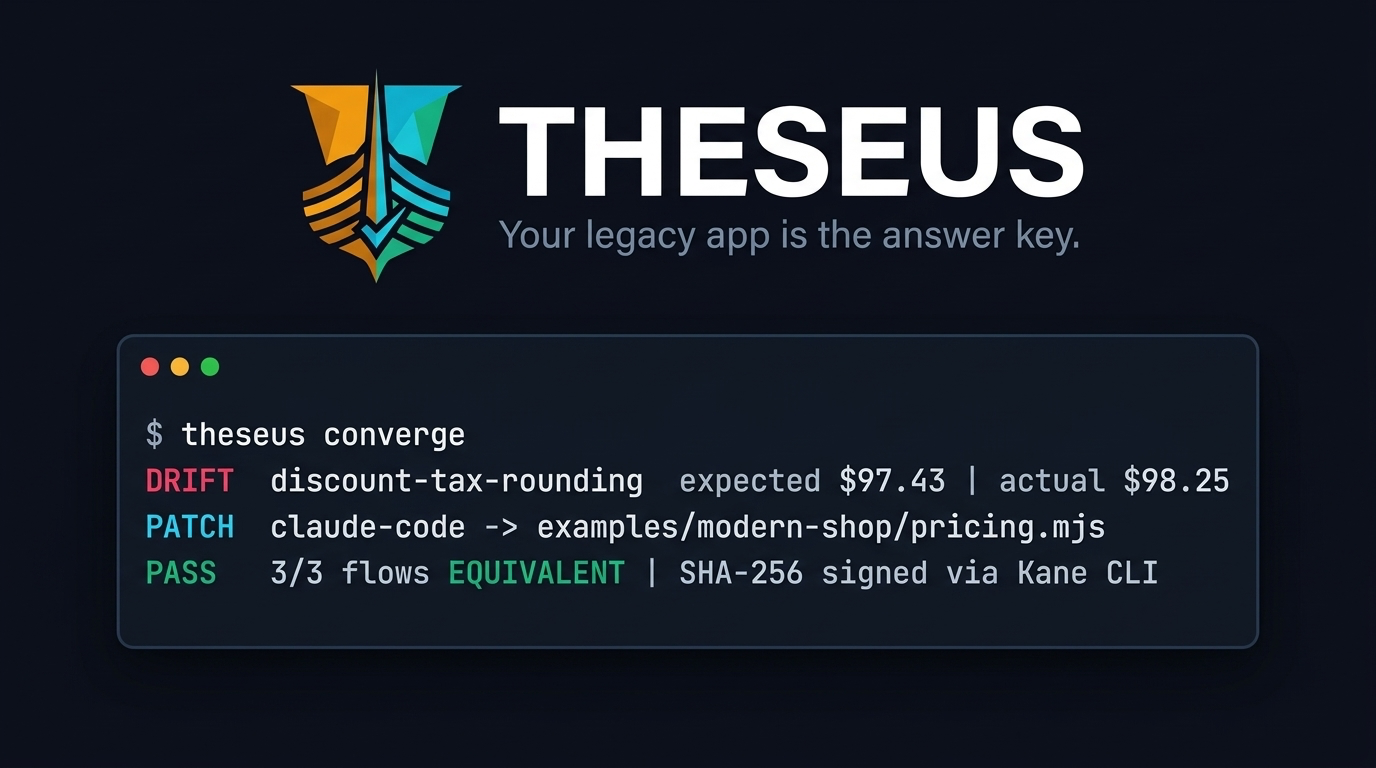 THESEUS
Your legacy app is the answer key.
$ theseus converge
DRIFT discount-tax-rounding expected $97.43 | actual $98.25
PATCH claude-code -> examples/modern-shop/pricing.mjs
PASS 3/3 flows EQUIVALENT | SHA-256 signed via Kane CLI